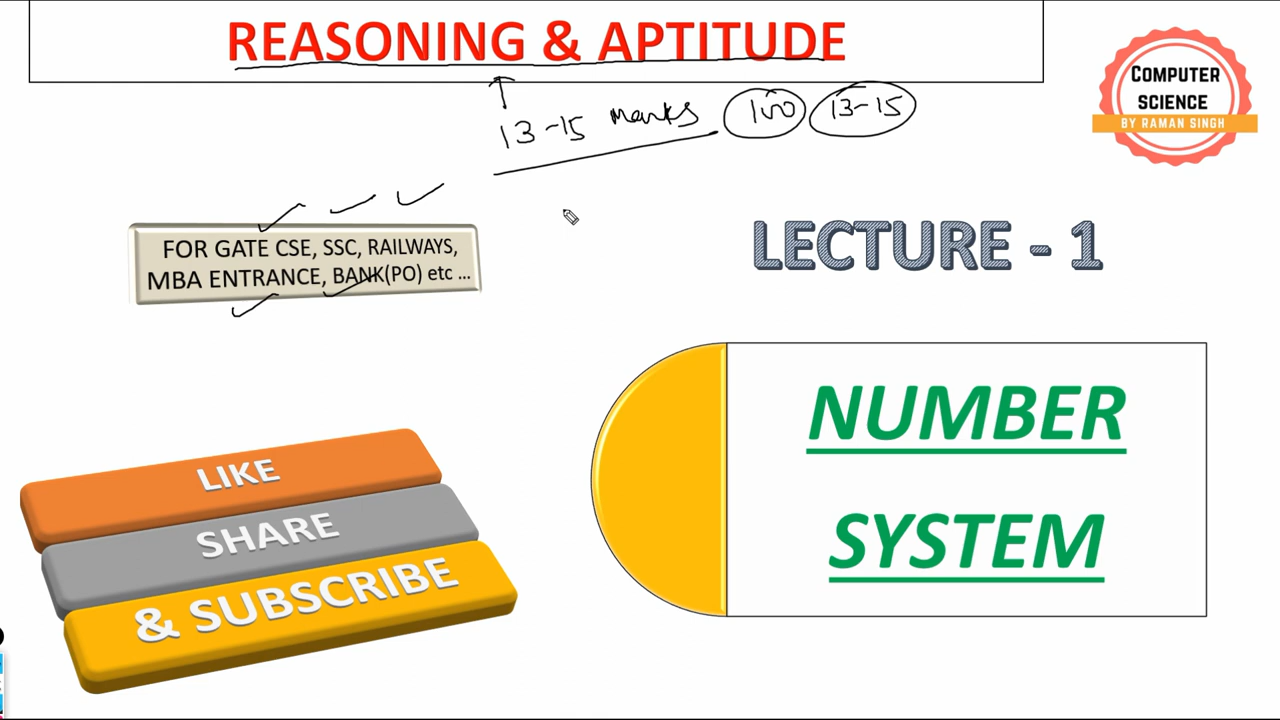 REASONING & APTITUDE
13-15 marks 100 13-15
COMPUTER
SCIENCE
BY RAMAN SINGH
FOR GATE CSE, SSC, RAILWAYS,
MBA ENTRANCE, BANK(PO) etc ...
LECTURE - 1
NUMBER
SYSTEM
LIKE
SHARE
& SUBSCRIBE